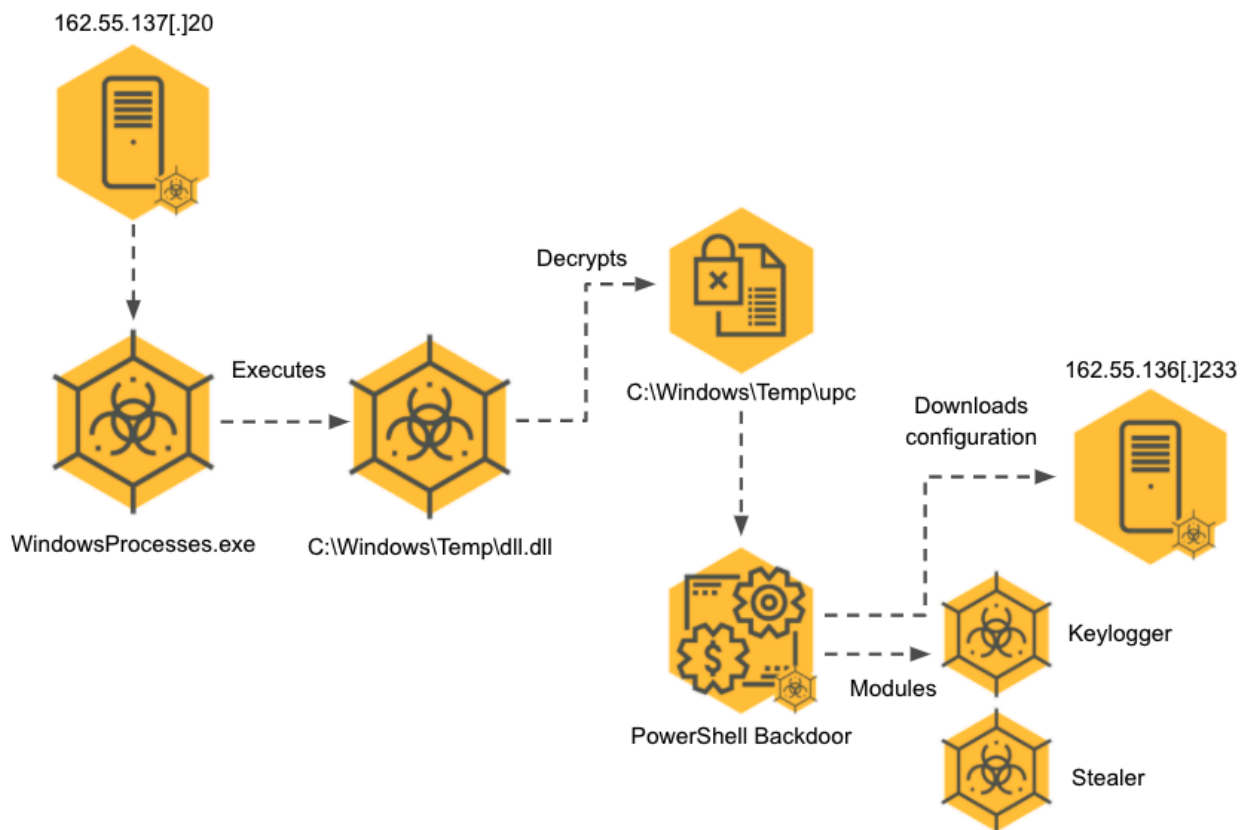 162.55.137[.]20
Decrypts
C:\Windows\Temp\upc
162.55.136[.]233
Executes
Downloads
configuration
WindowsProcesses.exe
C:\Windows\Temp\dll.dll
Keylogger
Modules
PowerShell Backdoor
Stealer